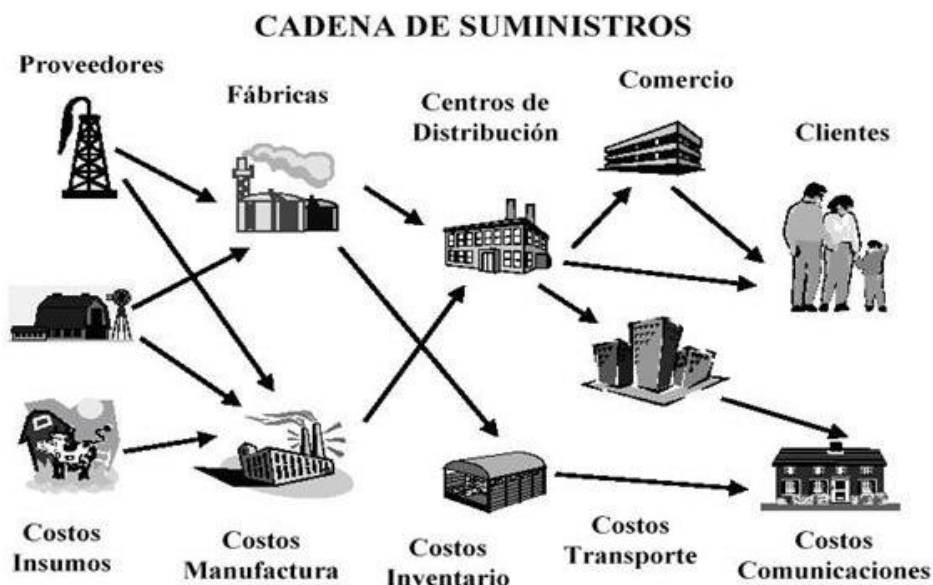 CADENA DE SUMINISTROS
Proveedores
Fábricas
Centros de
Distribución
Comercio
Clientes
Costos
Insumos
Costos
Manufactura
Costos
Inventario
Costos
Transporte
Costos
Comunicaciones